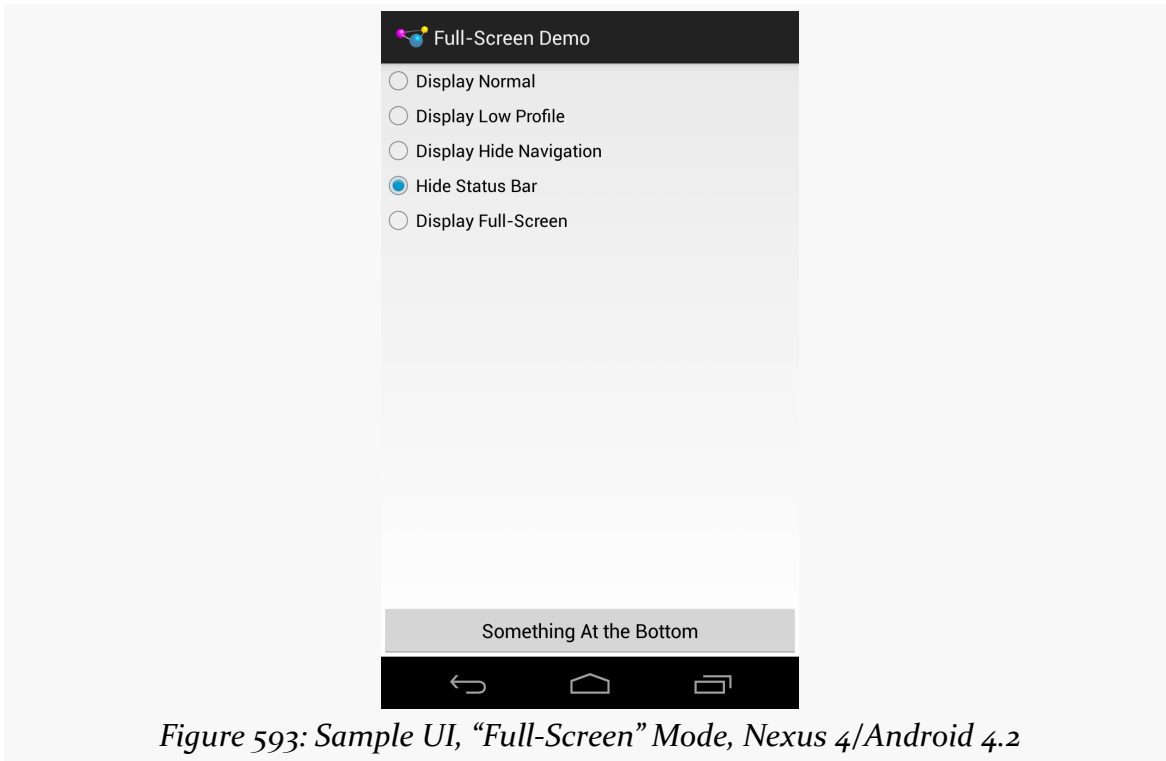 Full-Screen Demo
Display Normal
Display Low Profile
Display Hide Navigation
Hide Status Bar
Display Full-Screen
Something At the Bottom
Figure 593: Sample UI, “Full-Screen” Mode, Nexus 4/Android 4.2